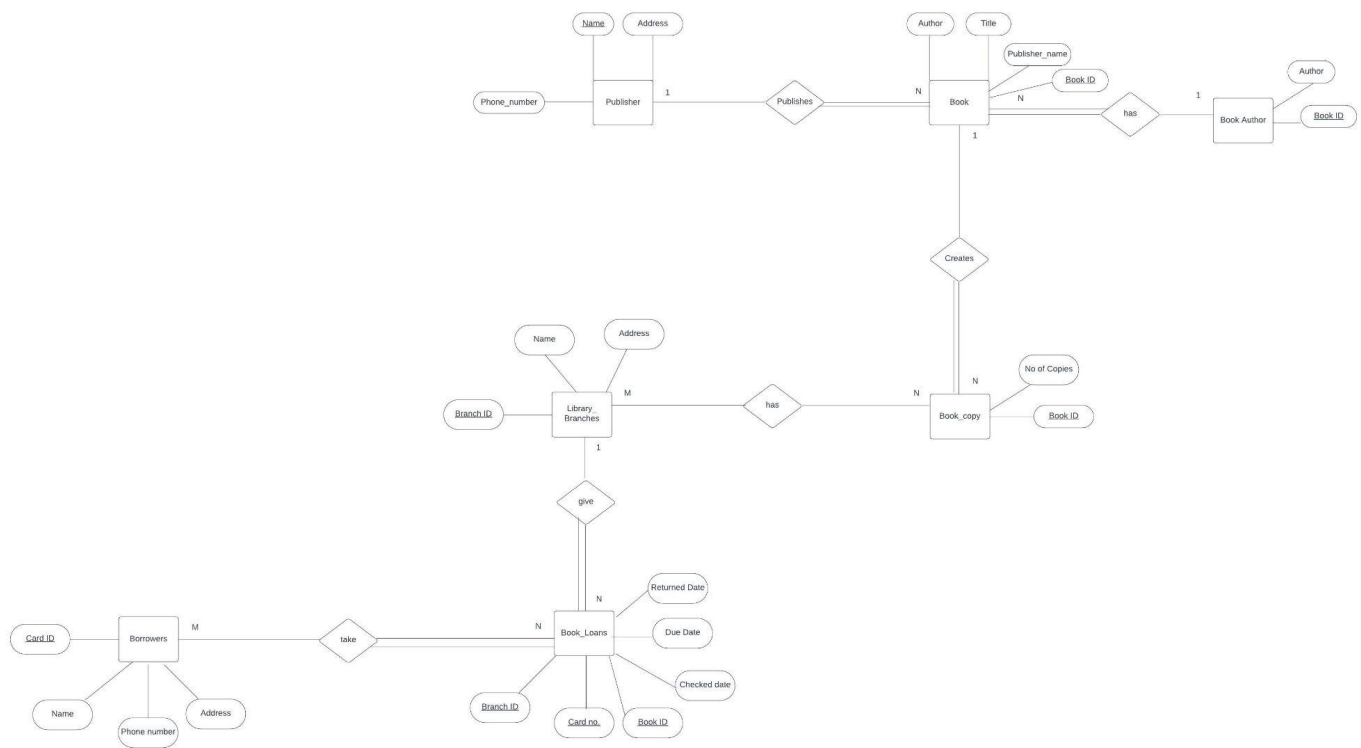 Name
Address
Author
Title
Publisher_name
Book ID
Author
Phone_number
Publisher
1
Publishes
N
Book
N
has
1
Book Author
Book ID
1
Creates
Name
Address
No of Copies
N
Branch ID
Library_
Branches
M
has
N
Book_copy
Book ID
1
give
N
Returned Date
Card ID
Borrowers
M
take
N
Book_Loans
Due Date
Checked date
Name
Phone number
Address
Branch ID
Card no.
Book ID